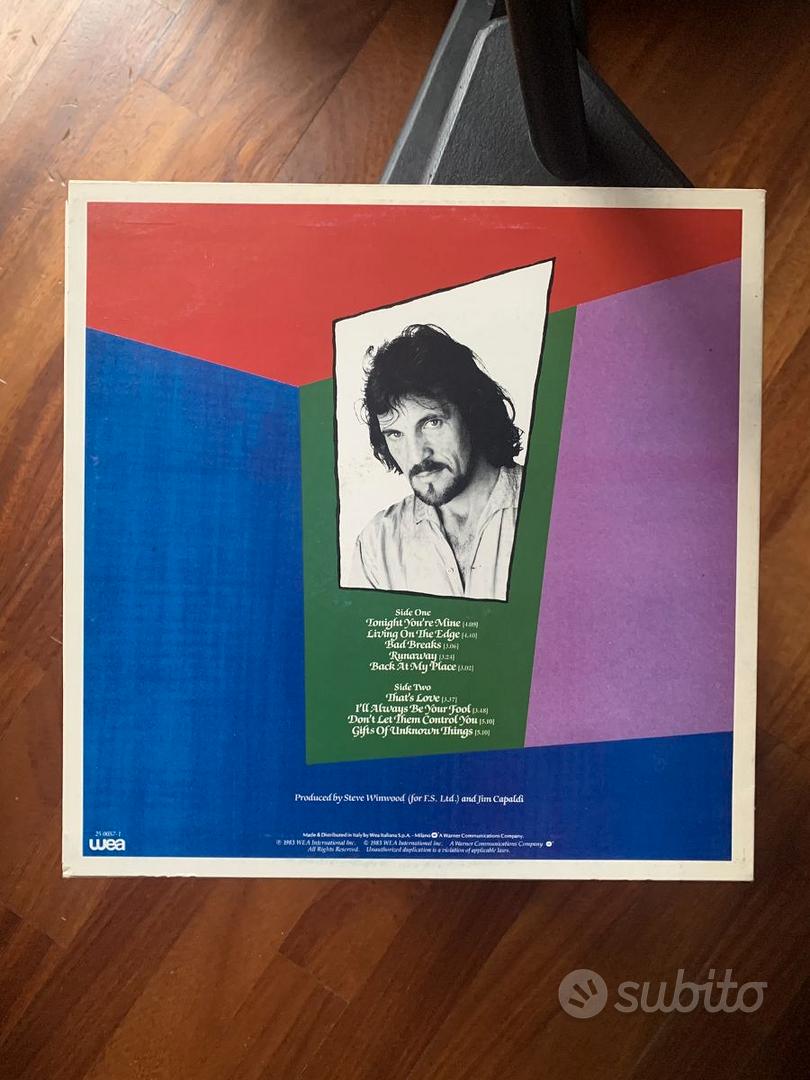 Side One
Tonight You're Mine [4.09]
Living On The Edge [4.40]
Bad Breaks [3.06]
Runaway [3.24]
Back At My Place [3.02]
Side Two
That's Love [3.37]
I'll Always Be Your Fool [3.48]
Don't Let Them Control You [5.10]
Gifts Of Unknown Things [5.10]
Produced by Steve Winwood (for F.S. Ltd.) and Jim Capaldi
25 0057-1
wea
Made & Distributed in Italy by Wea Italiana S.p.A. - Milano A Warner Communications Company.
℗ 1983 WEA International Inc. © 1983 WEA International Inc. A Warner Communications Company
All Rights Reserved. Unauthorized duplication is a violation of applicable laws.
subito